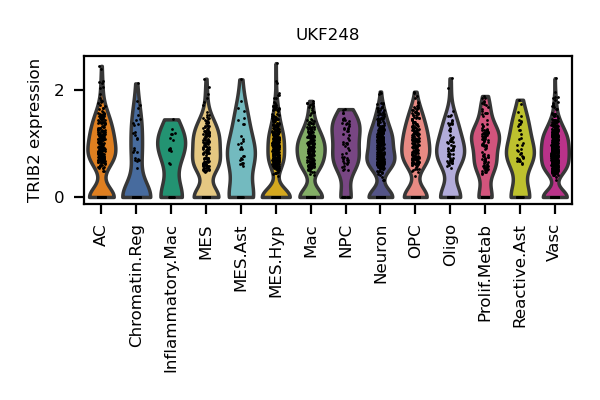 UKF248
TRIB2 expression
2
0
AC
Chromatin.Reg
Inflammatory.Mac
MES
MES.Ast
MES.Hyp
Mac
NPC
Neuron
OPC
Oligo
Prolif.Metab
Reactive.Ast
Vasc